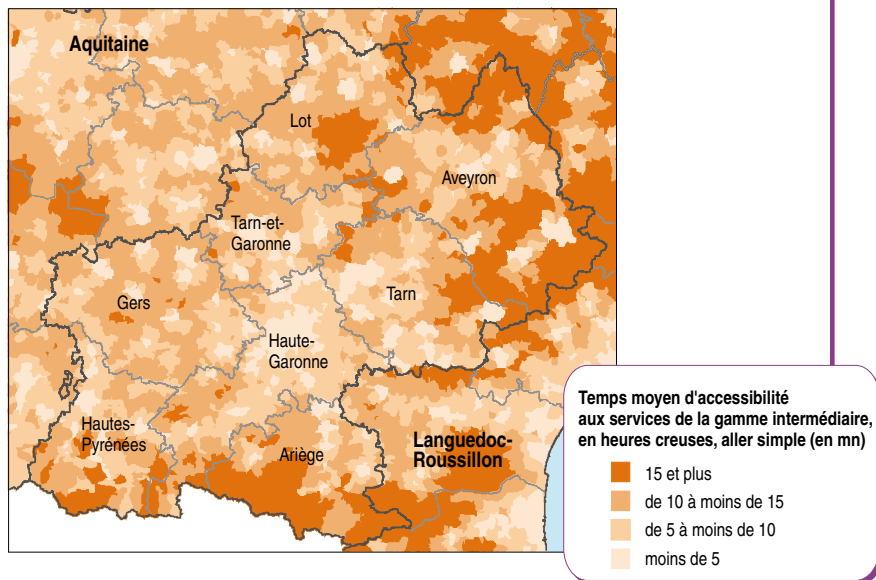 Aquitaine
Lot
Aveyron
Tarn-et-
Garonne
Gers
Tarn
Haute-
Garonne
Hautes-
Pyrénées
Ariège
Languedoc-
Roussillon
Temps moyen d'accessibilité
aux services de la gamme intermédiaire,
en heures creuses, aller simple (en mn)
15 et plus
de 10 à moins de 15
de 5 à moins de 10
moins de 5